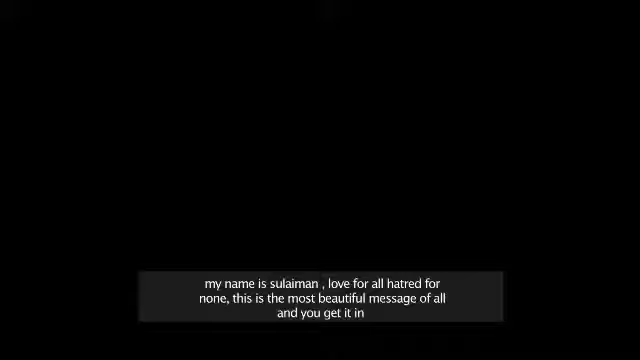 my name is sulaiman , love for all hatred for
none, this is the most beautiful message of all
and you get it in